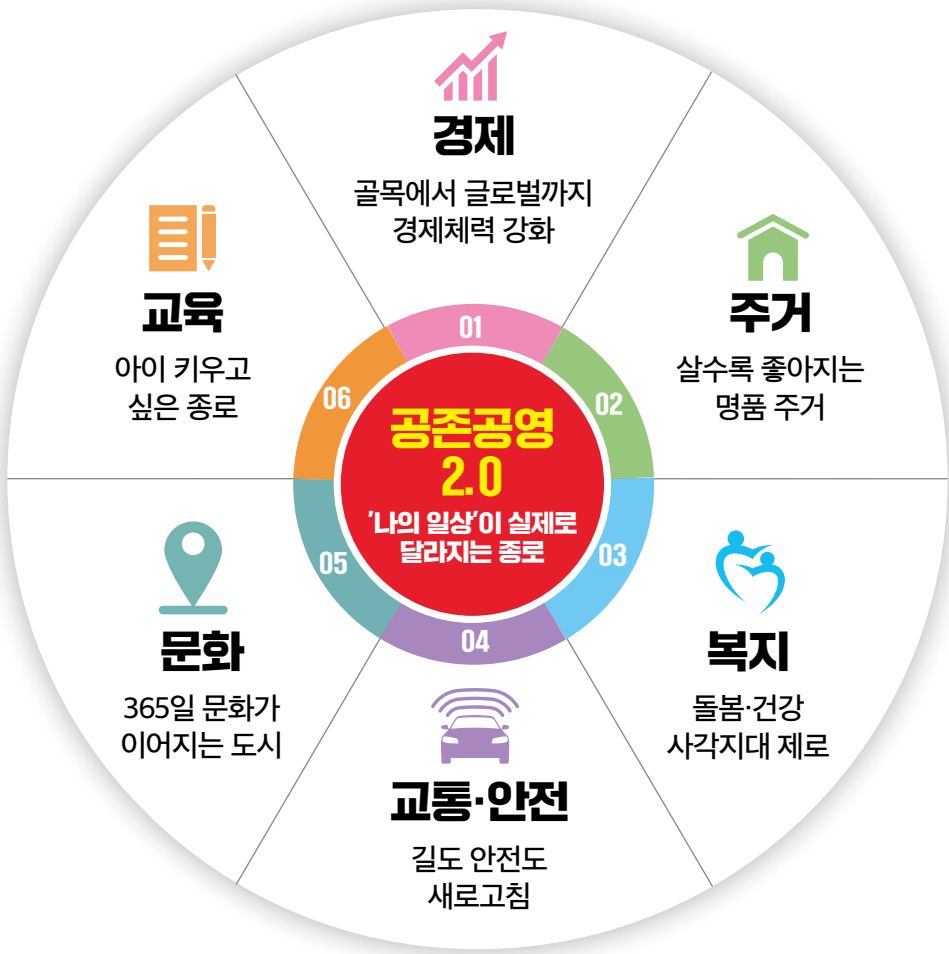 공존공영
2.0
'나의 일상'이 실제로
달라지는 종로
01
경제
골목에서 글로벌까지
경제체력 강화
02
주거
살수록 좋아지는
명품 주거
03
복지
돌봄·건강
사각지대 제로
04
교통·안전
길도 안전도
새로고침
05
문화
365일 문화가
이어지는 도시
06
교육
아이 키우고
싶은 종로